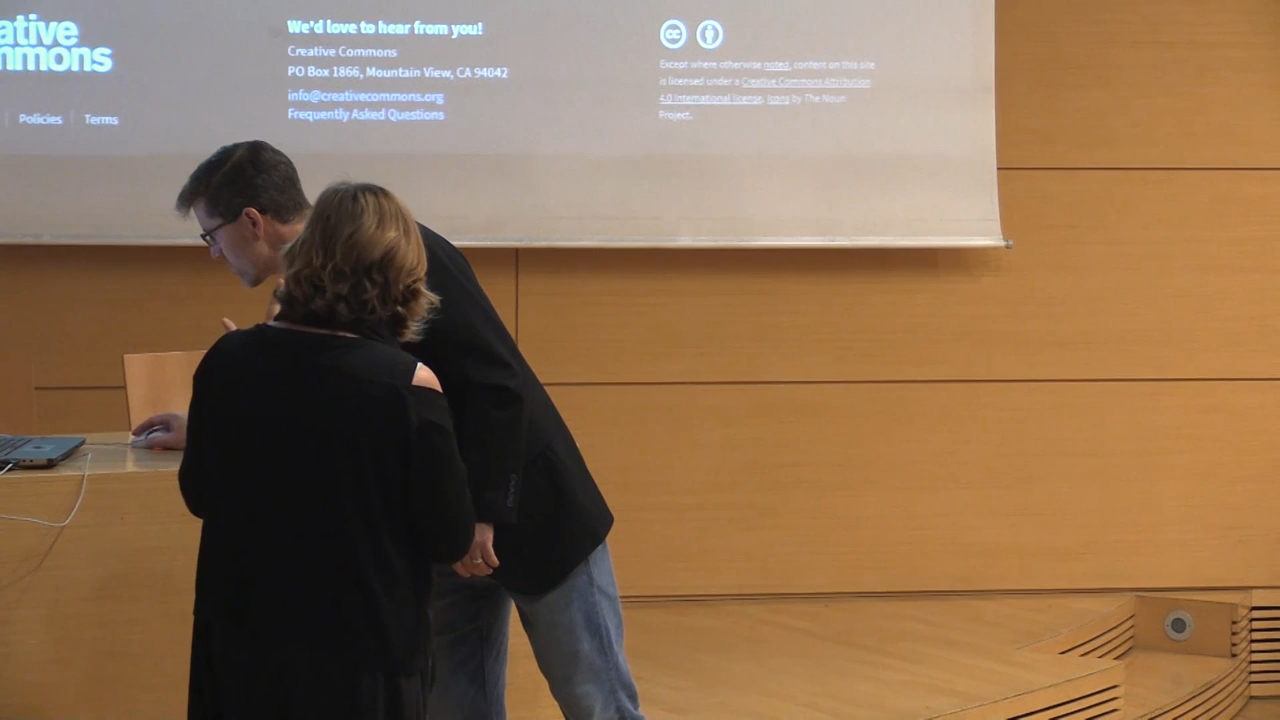 ative
mmons
Policies
Terms
We'd love to hear from you!
Creative Commons
PO Box 1866, Mountain View, CA 94042
info@creativecommons.org
Frequently Asked Questions
cc
Except where otherwise noted, content on this site
is licensed under a Creative Commons Attribution
4.0 International license. Icons by The Noun
Project.